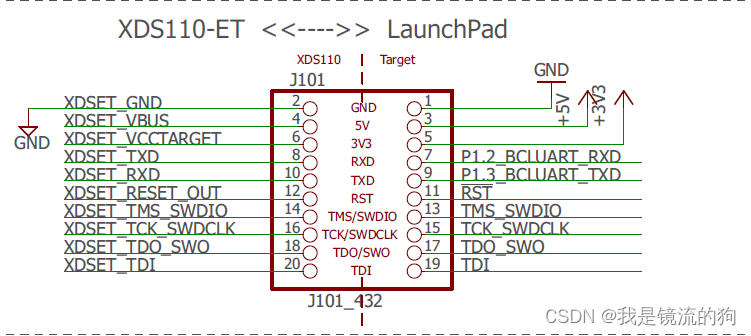 XDS110-ET <<---->> LaunchPad
XDS110 Target
J101
GND
+5V
+3V3
XDSET_GND 2 GND 1
XDSET_VBUS 4 5V 3
XDSET_VCCTARGET 6 3V3 5
GND
XDSET_TXD 8 RXD 7 P1.2_BCLUART_RXD
XDSET_RXD 10 TXD 9 P1.3_BCLUART_TXD
XDSET_RESET_OUT 12 RST 11 RST
XDSET_TMS_SWDIO 14 TMS/SWDIO 13 TMS_SWDIO
XDSET_TCK_SWDCLK 16 TCK/SWDCLK 15 TCK_SWDCLK
XDSET_TDO_SWO 18 TDO/SWO 17 TDO_SWO
XDSET_TDI 20 TDI 19 TDI
J101_432
CSDN @我是镜流的狗